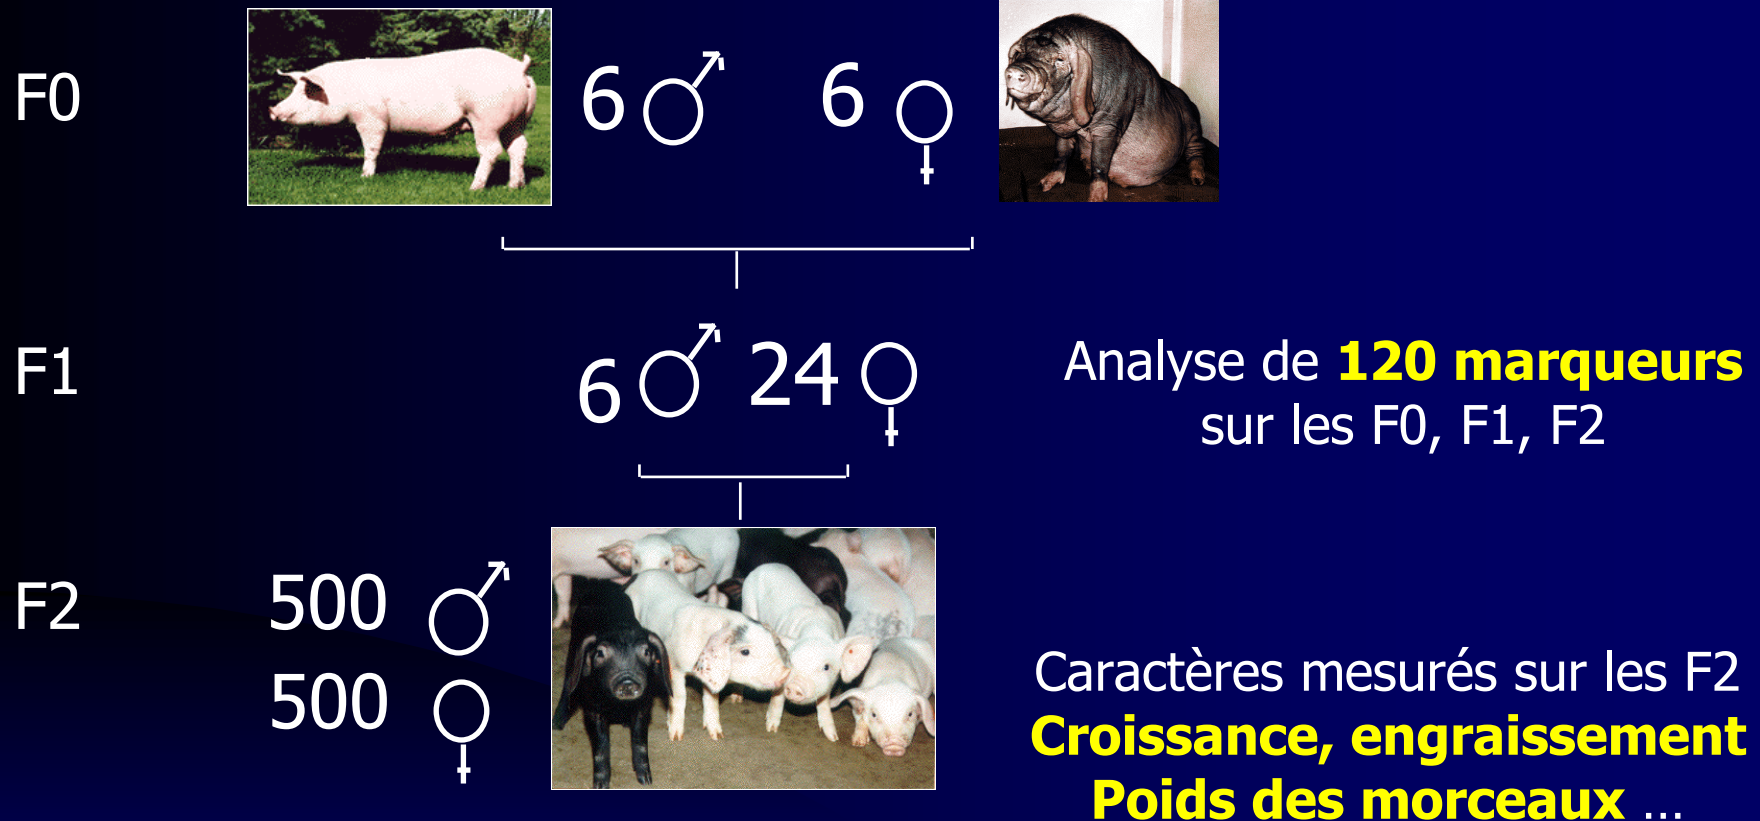 F0
6 ♂ 6 ♀
F1
6 ♂ 24 ♀
Analyse de 120 marqueurs
sur les F0, F1, F2
F2
500 ♂
500 ♀
Caractères mesurés sur les F2
Croissance, engraissement
Poids des morceaux ...